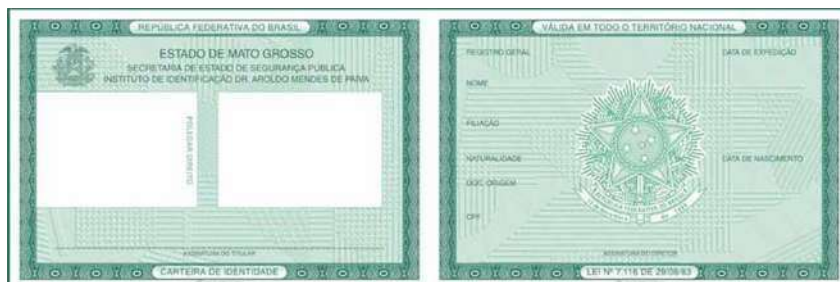 REPÚBLICA FEDERATIVA DO BRASIL
ESTADO DE MATO GROSSO
SECRETARIA DE ESTADO DE SEGURANÇA PÚBLICA
INSTITUTO DE IDENTIFICAÇÃO DR. AROLDO MENDES DE PAIVA
POLEGAR DIREITO
ASSINATURA DO TITULAR
CARTEIRA DE IDENTIDADE
VÁLIDA EM TODO O TERRITÓRIO NACIONAL
REGISTRO GERAL
DATA DE EXPEDIÇÃO
NOME
FILIAÇÃO
NATURALIDADE
DATA DE NASCIMENTO
DOC. ORIGEM
CPF
ASSINATURA DO DIRETOR
LEI Nº 7.116 DE 29/08/83